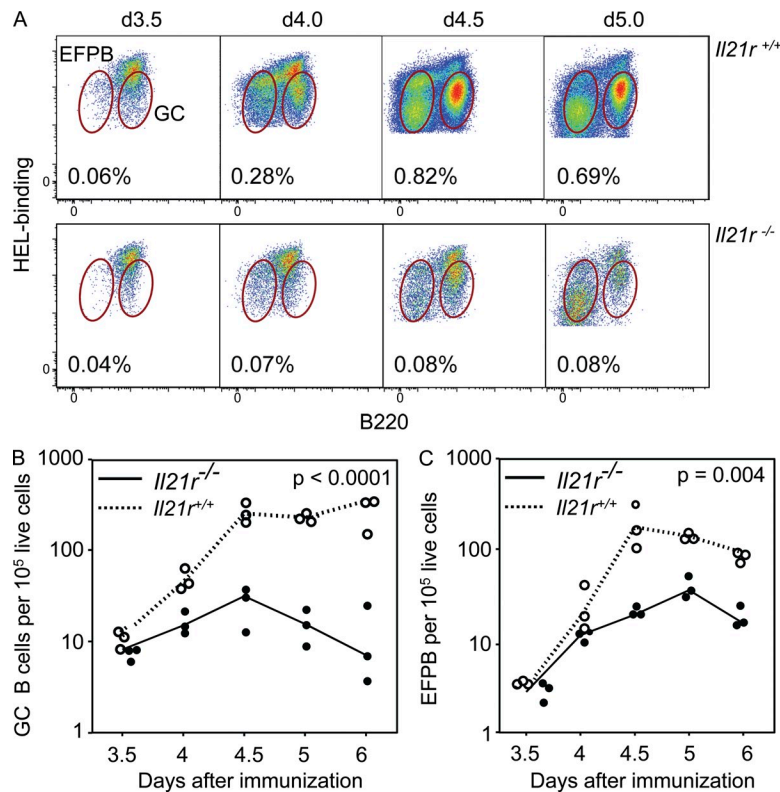 A
d3.5 d4.0 d4.5 d5.0
EFPB
GC
Il21r +/+
0.06% 0.28% 0.82% 0.69%
0
0 0 0 0
HEL-binding
Il21r -/-
0.04% 0.07% 0.08% 0.08%
0
0 0 0 0
B220
B
1000
Il21r-/-
p < 0.0001
Il21r+/+
100
10
1
GC B cells per 10⁵ live cells
3.5 4 4.5 5 6
Days after immunization
C
1000
Il21r-/-
p = 0.004
Il21r+/+
100
10
1
EFPB per 10⁵ live cells
3.5 4 4.5 5 6
Days after immunization